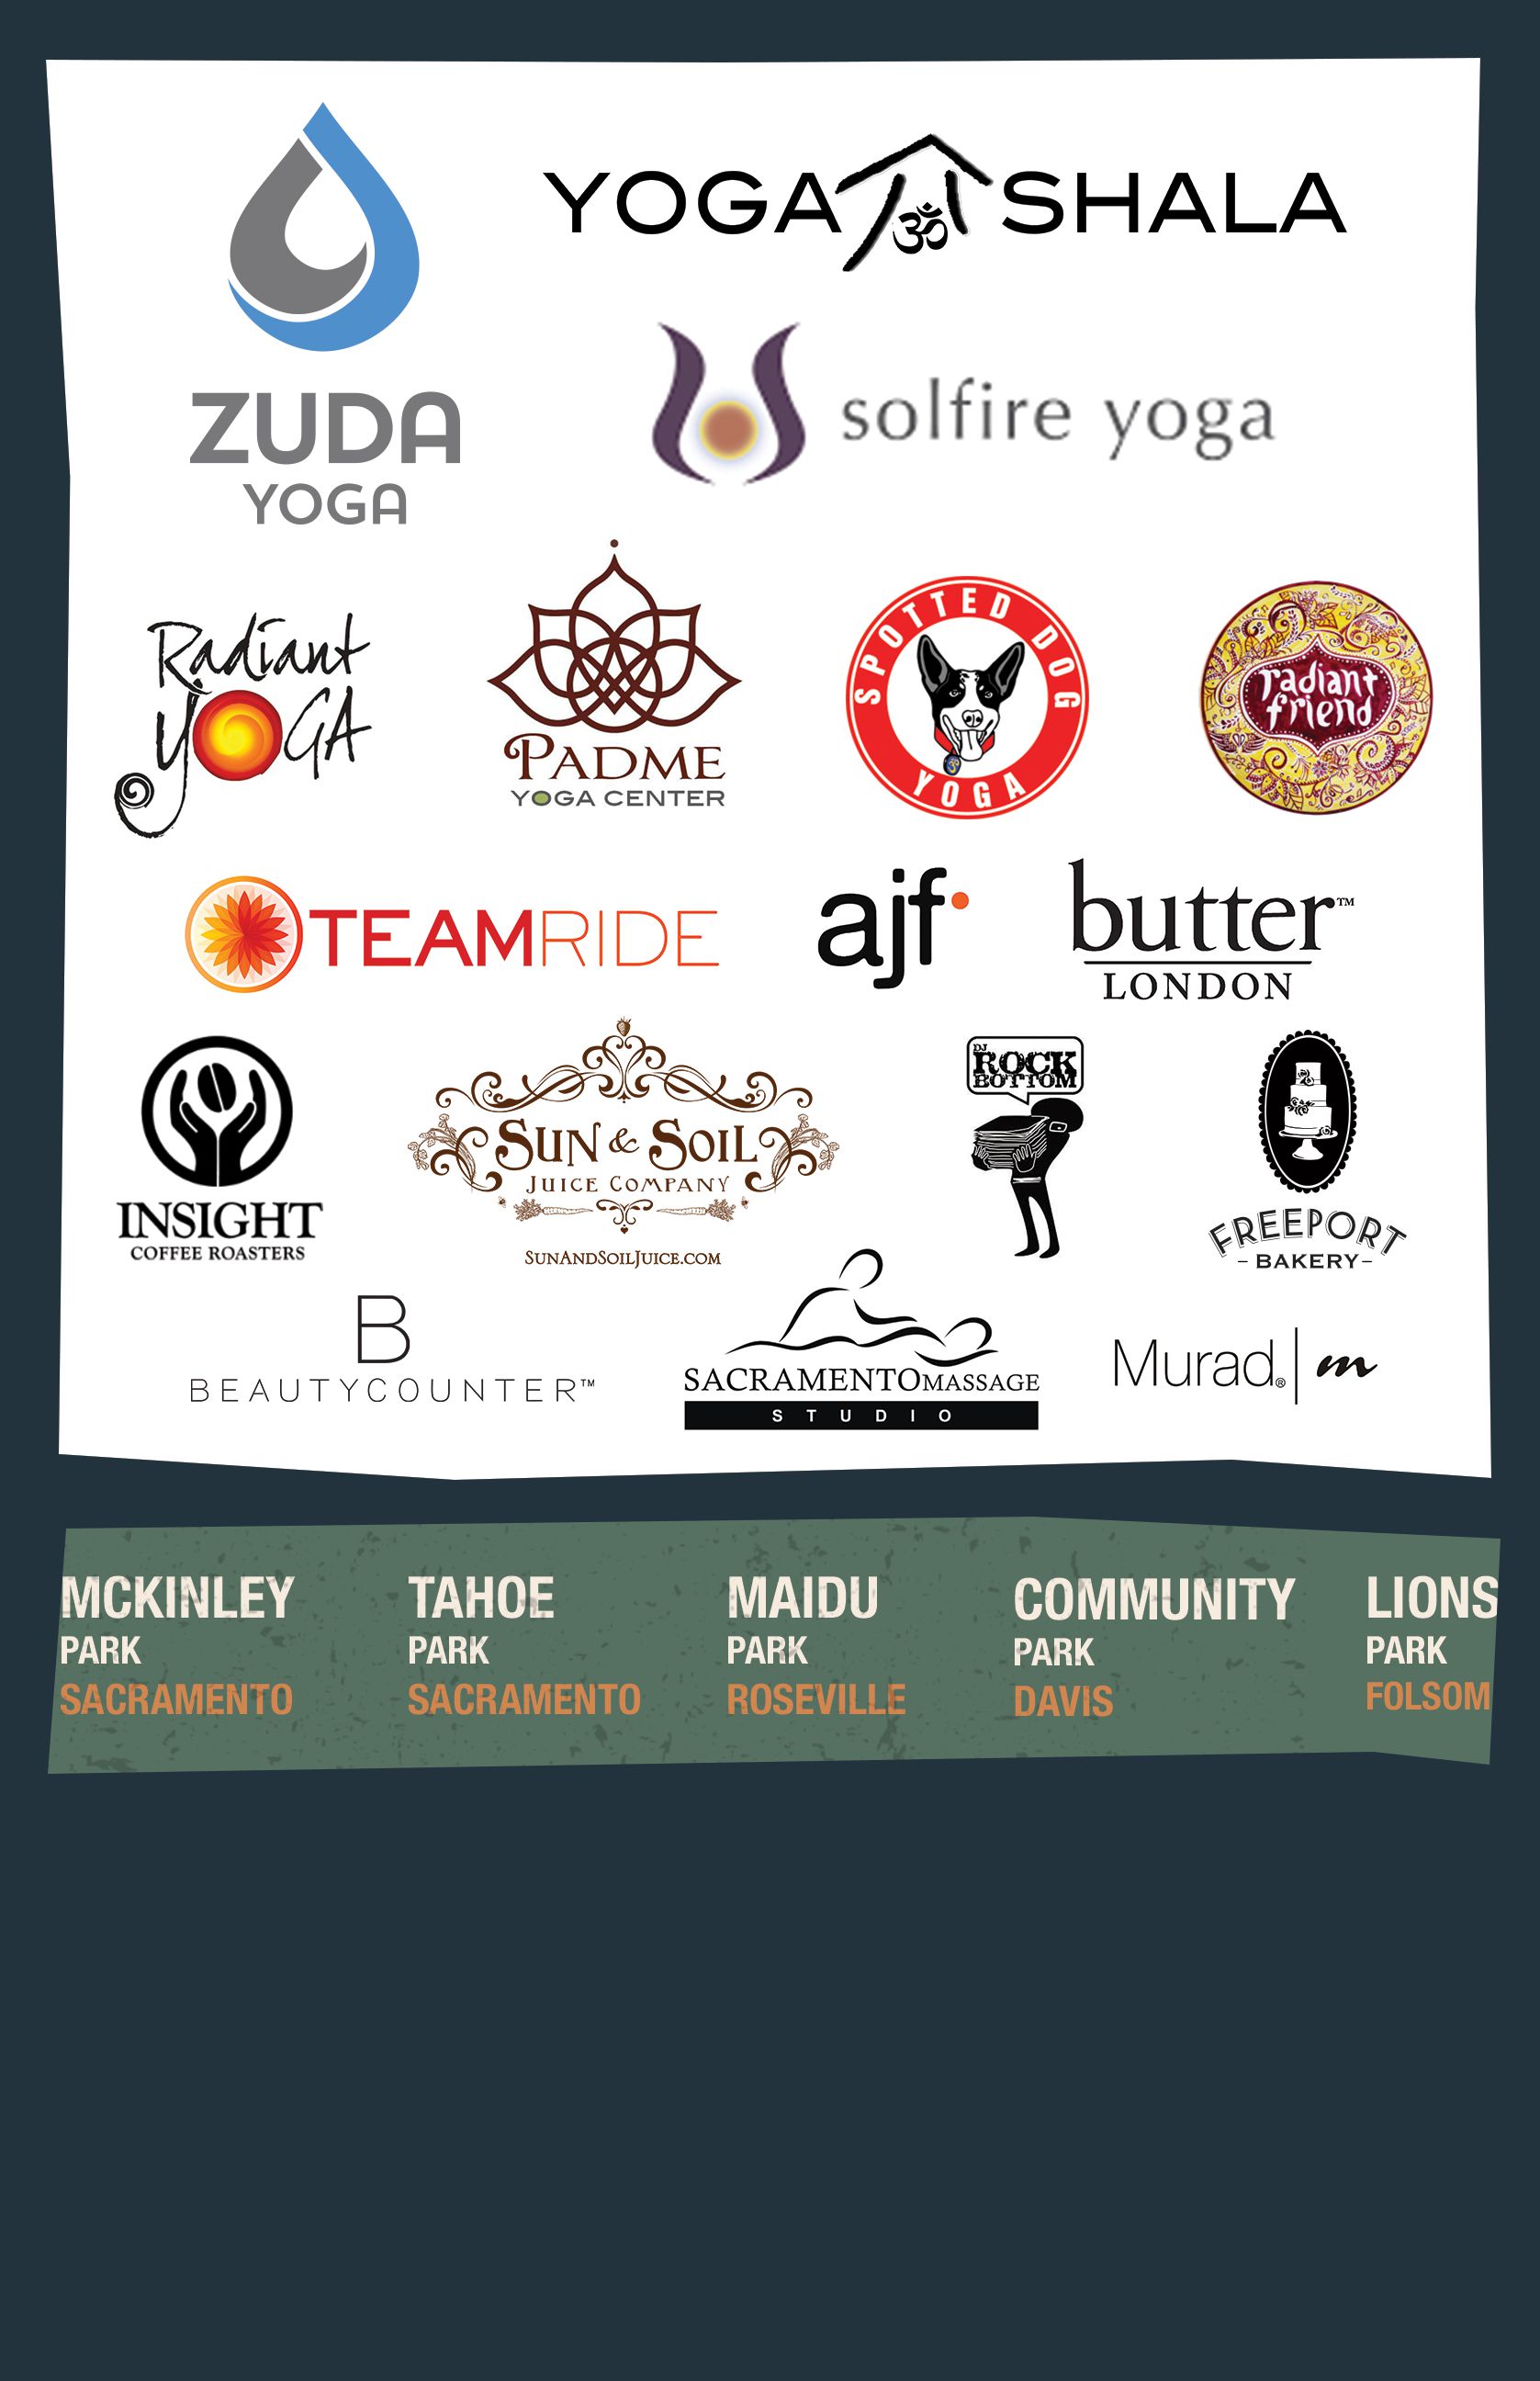 YOGA ॐ SHALA
ZUDA
YOGA
solfire yoga
Radiant
YOGA
PADME
YOGA CENTER
SPOTTED DOG
YOGA
ॐ
radiant
friend
TEAMRIDE
ajf
butter™
LONDON
INSIGHT
COFFEE ROASTERS
SUN & SOIL
JUICE COMPANY
SUNANDSOILJUICE.COM
DJ
ROCK
BOTTOM
FREEPORT
-BAKERY-
B
BEAUTYCOUNTER™
SACRAMENTOMASSAGE
STUDIO
Murad® | m
MCKINLEY
PARK
SACRAMENTO
TAHOE
PARK
SACRAMENTO
MAIDU
PARK
ROSEVILLE
COMMUNITY
PARK
DAVIS
LIONS
PARK
FOLSOM